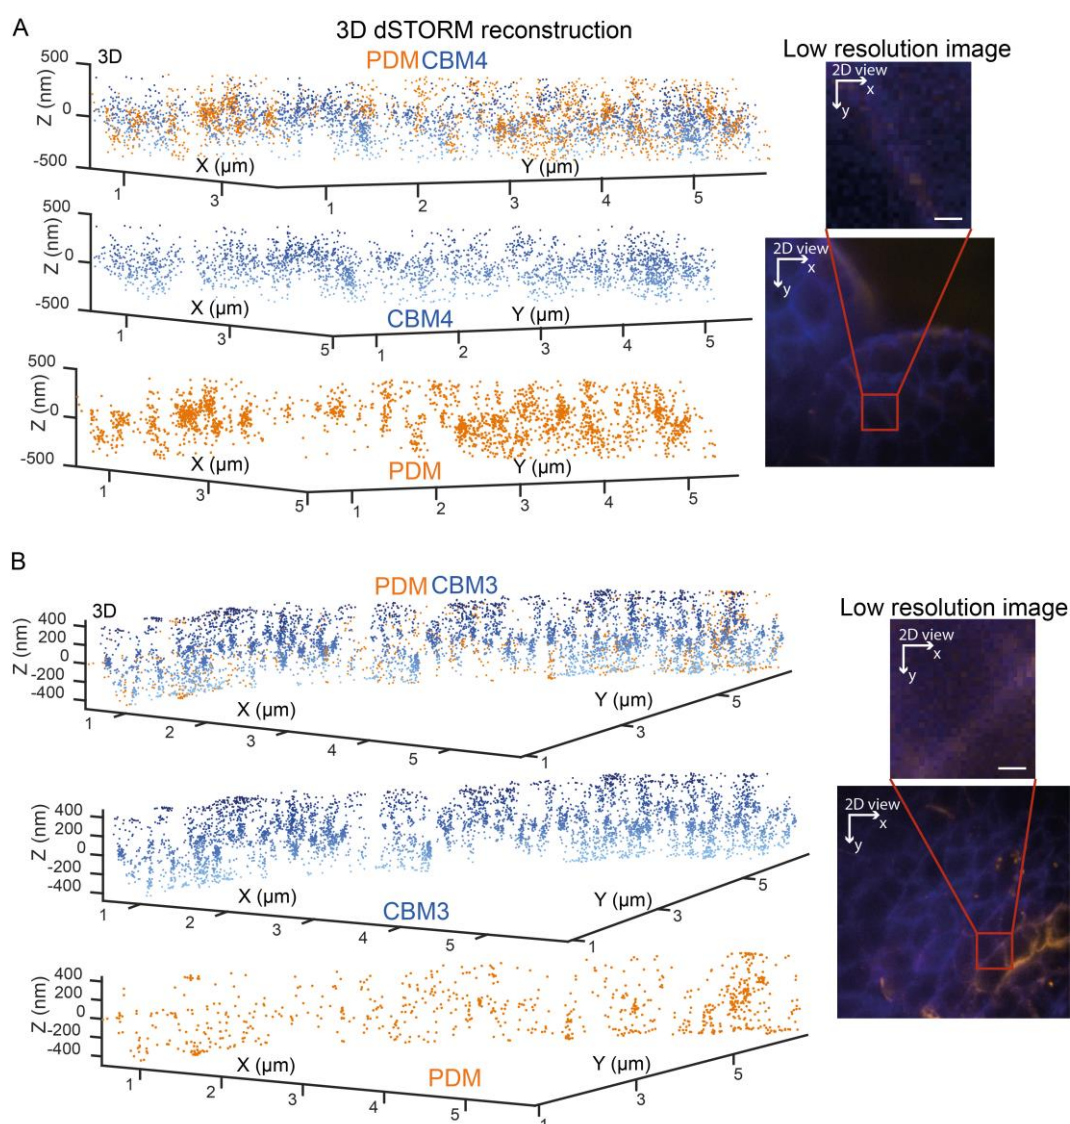 A
3D dSTORM reconstruction
PDM CBM4
3D
500
0
-500
Z (nm)
X (µm)
Y (µm)
1
3
1
2
3
4
5
500
0
-500
Z (nm)
X (µm)
CBM4
Y (µm)
1
3
5
1
2
3
4
5
500
0
-500
Z (nm)
X (µm)
PDM
Y (µm)
1
3
5
1
2
3
4
5
Low resolution image
2D view
x
y
2D view
x
y
B
PDM CBM3
3D
400
200
0
-200
-400
Z (nm)
X (µm)
Y (µm)
1
2
3
4
5
1
3
5
400
200
0
-200
-400
Z (nm)
X (µm)
CBM3
Y (µm)
1
2
3
4
5
1
3
5
400
200
0
-200
-400
Z (nm)
X (µm)
PDM
Y (µm)
1
2
3
4
5
1
3
5
Low resolution image
2D view
x
y
2D view
x
y